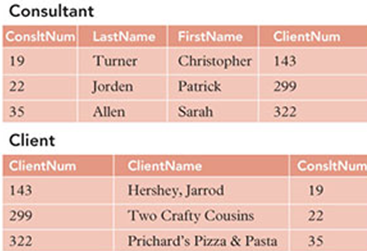 Consultant
ConsltNum LastName FirstName ClientNum
19 Turner Christopher 143
22 Jorden Patrick 299
35 Allen Sarah 322
Client
ClientNum ClientName ConsltNum
143 Hershey, Jarrod 19
299 Two Crafty Cousins 22
322 Prichard's Pizza & Pasta 35